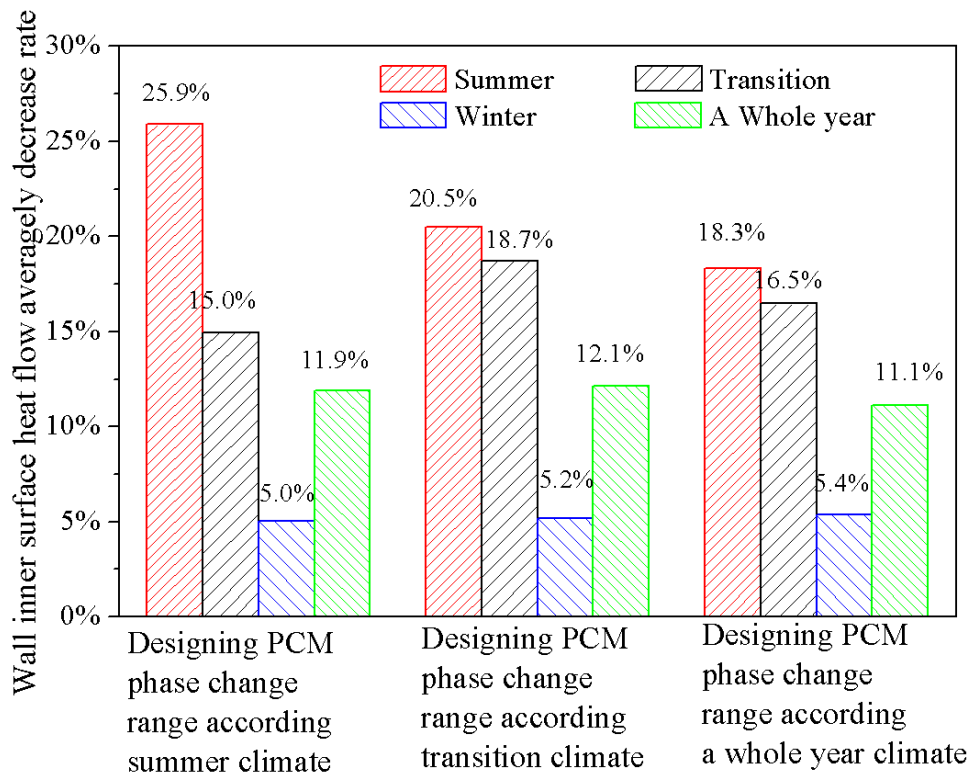 Wall inner surface heat flow averagely decrease rate
30%
25%
20%
15%
10%
5%
0%
Summer
Transition
Winter
A Whole year
25.9%
15.0%
5.0%
11.9%
20.5%
18.7%
5.2%
12.1%
18.3%
16.5%
5.4%
11.1%
Designing PCM
phase change
range according
summer climate
Designing PCM
phase change
range according
transition climate
Designing PCM
phase change
range according
a whole year climate